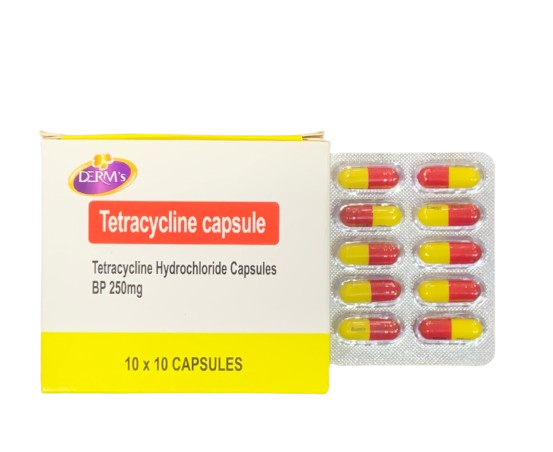 DERM's
Tetracycline capsule
Tetracycline Hydrochloride Capsules
BP 250mg
10 x 10 CAPSULES